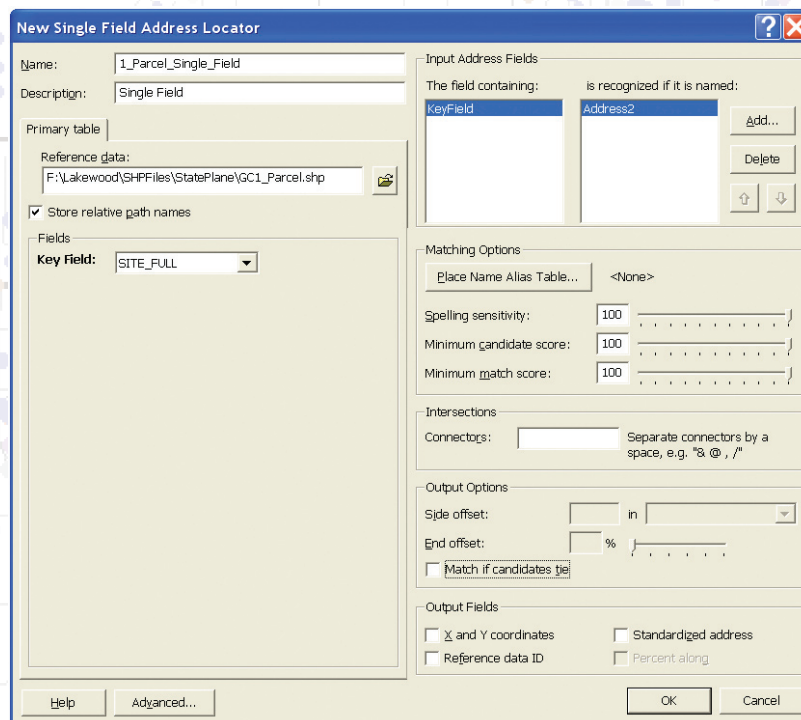 New Single Field Address Locator
Name: 1_Parcel_Single_Field
Description: Single Field
Primary table
Reference data:
F:\Lakewood\SHPFiles\StatePlane\GC1_Parcel.shp
Store relative path names
Fields
Key Field: SITE_FULL
Help Advanced...
Input Address Fields
The field containing: is recognized if it is named:
KeyField Address2
Add...
Delete
Matching Options
Place Name Alias Table... <None>
Spelling sensitivity: 100
Minimum candidate score: 100
Minimum match score: 100
Intersections
Connectors: Separate connectors by a
space, e.g. "& @ , /"
Output Options
Side offset: in
End offset: %
Match if candidates tie
Output Fields
X and Y coordinates Standardized address
Reference data ID Percent along
OK Cancel